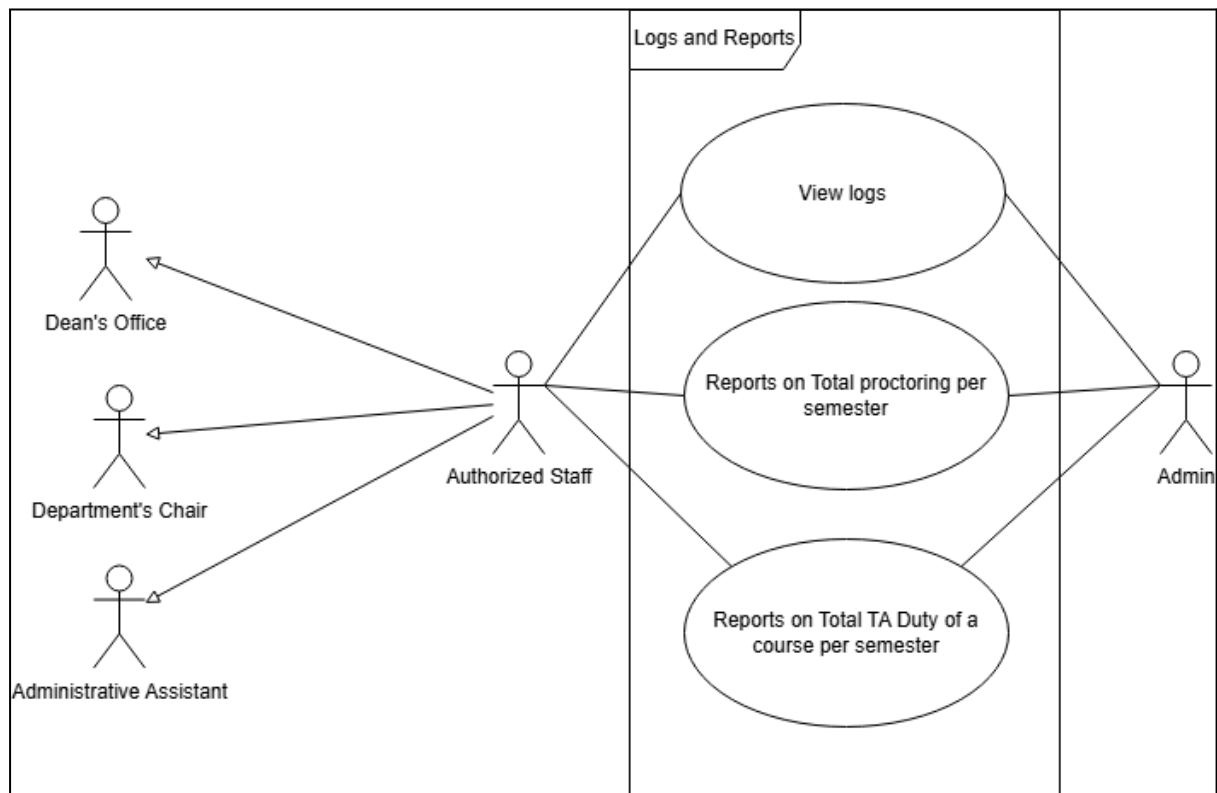 Logs and Reports
View logs
Dean's Office
Reports on Total proctoring per
semester
Authorized Staff
Admin
Department's Chair
Reports on Total TA Duty of a
course per semester
Administrative Assistant